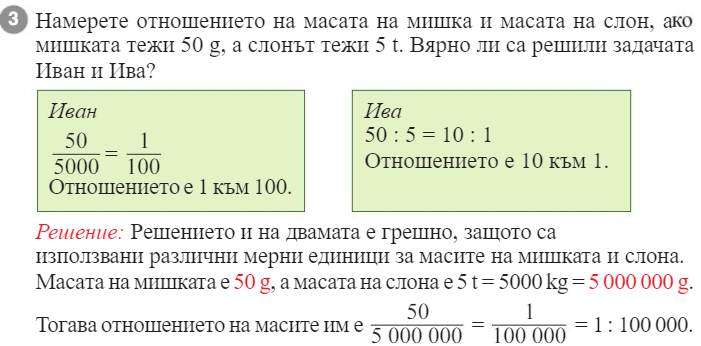 3 Намерете отношението на масата на мишка и масата на слон, ако
мишката тежи 50 g, а слонът тежи 5 t. Вярно ли са решили задачата
Иван и Ива?
Иван
50/5000 = 1/100
Отношението е 1 към 100.
Ива
50 : 5 = 10 : 1
Отношението е 10 към 1.
Решение: Решението и на двамата е грешно, защото са
използвани различни мерни единици за масите на мишката и слона.
Масата на мишката е 50 g, а масата на слона е 5 t = 5000 kg = 5 000 000 g.
Тогава отношението на масите им е 50/5 000 000 = 1/100 000 = 1 : 100 000.